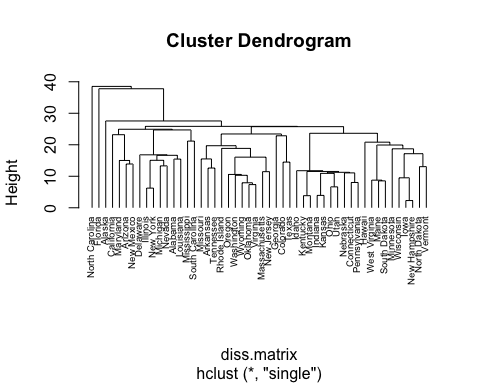 Cluster Dendrogram
Height
0 10 20 30 40
North Carolina
Florida
Alaska
California
Maryland
Arizona
New Mexico
Delaware
Illinois
New York
Michigan
Nevada
Alabama
Louisiana
Mississippi
South Carolina
Missouri
Arkansas
Tennessee
Rhode Island
Oregon
Washington
Wyoming
Oklahoma
Virginia
Massachusetts
New Jersey
Georgia
Colorado
Texas
Idaho
Kentucky
Montana
Indiana
Kansas
Ohio
Utah
Nebraska
Connecticut
Pennsylvania
Hawaii
West Virginia
Maine
South Dakota
Minnesota
Wisconsin
Iowa
New Hampshire
North Dakota
Vermont
diss.matrix
hclust (*, "single")